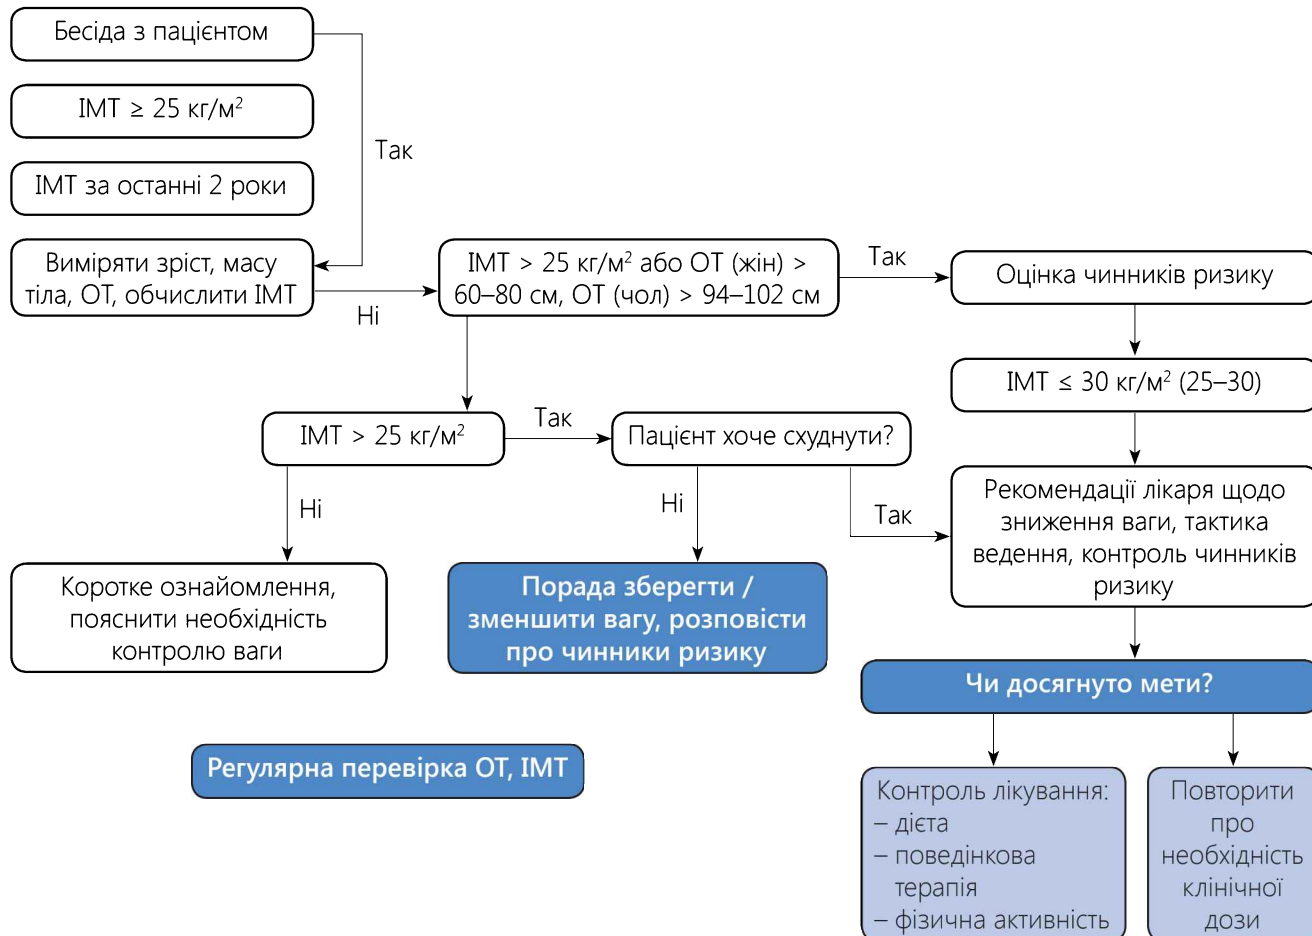 Бесіда з пацієнтом
ІМТ ≥ 25 кг/м²
Так
ІМТ за останні 2 роки
Виміряти зріст, масу
тіла, ОТ, обчислити ІМТ
Ні
ІМТ > 25 кг/м² або ОТ (жін) >
60–80 см, ОТ (чол) > 94–102 см
Так
Оцінка чинників ризику
ІМТ ≤ 30 кг/м² (25–30)
ІМТ > 25 кг/м²
Так
Пацієнт хоче схуднути?
Ні
Ні
Так
Рекомендації лікаря щодо
зниження ваги, тактика
ведення, контроль чинників
ризику
Коротке ознайомлення,
пояснити необхідність
контролю ваги
Порада зберегти /
зменшити вагу, розповісти
про чинники ризику
Чи досягнуто мети?
Регулярна перевірка ОТ, ІМТ
Контроль лікування:
– дієта
– поведінкова
терапія
– фізична активність
Повторити
про
необхідність
клінічної
дози